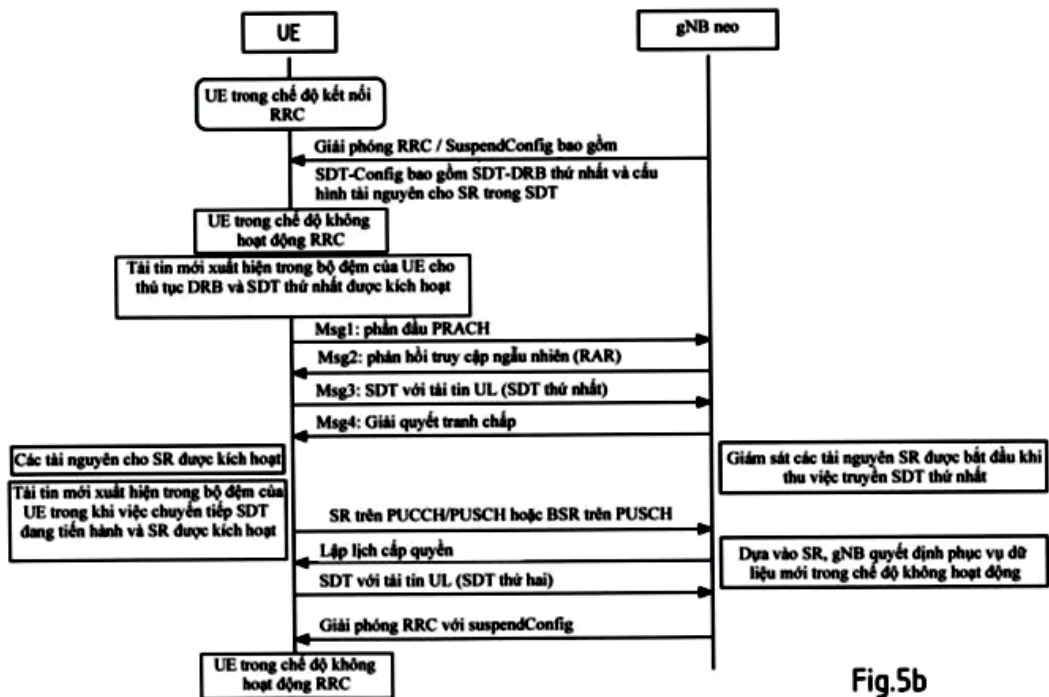 UE
gNB neo
UE trong chế độ kết nối
RRC
Giải phóng RRC / SuspendConfig bao gồm
SDT-Config bao gồm SDT-DRB thứ nhất và cấu
hình tài nguyên cho SR trong SDT
UE trong chế độ không
hoạt động RRC
Tải tin mới xuất hiện trong bộ đệm của UE cho
thủ tục DRB và SDT thứ nhất được kích hoạt
Msg1: phần đầu PRACH
Msg2: phản hồi truy cập ngẫu nhiên (RAR)
Msg3: SDT với tải tin UL (SDT thứ nhất)
Msg4: Giải quyết tranh chấp
Các tài nguyên cho SR được kích hoạt
Giám sát các tài nguyên SR được bắt đầu khi
thu việc truyền SDT thứ nhất
Tải tin mới xuất hiện trong bộ đệm của
UE trong khi việc chuyển tiếp SDT
đang tiến hành và SR được kích hoạt
SR trên PUCCH/PUSCH hoặc BSR trên PUSCH
Lập lịch cấp quyền
Dựa vào SR, gNB quyết định phục vụ dữ
liệu mới trong chế độ không hoạt động
SDT với tải tin UL (SDT thứ hai)
Giải phóng RRC với suspendConfig
UE trong chế độ không
hoạt động RRC
Fig.5b